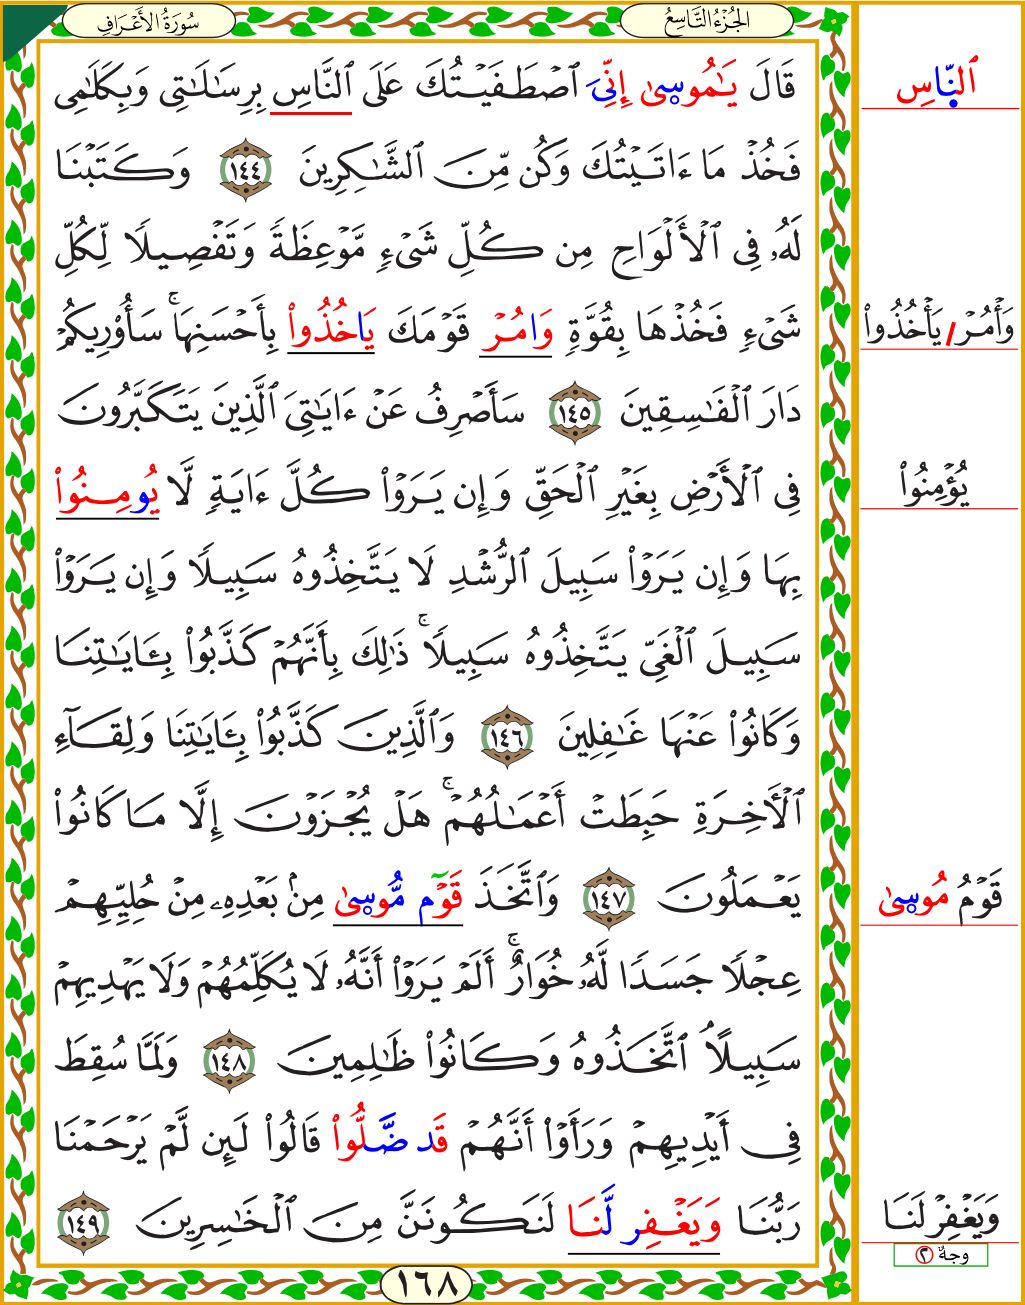 سُورَةُ الأَعْرَافِ
الجُزْءُ التَّاسِعُ
قَالَ يَٰمُوسٜىٰ إِنِّيَ ٱصْطَفَيْتُكَ عَلَى ٱلنَّاسِ بِرِسَٰلَٰتِى وَبِكَلَٰمِى
فَخُذْ مَا ءَاتَيْتُكَ وَكُن مِّنَ ٱلشَّٰكِرِينَ ١٤٤ وَكَتَبْنَا
لَهُۥ فِى ٱلْأَلْوَاحِ مِن كُلِّ شَىْءٍ مَّوْعِظَةً وَتَفْصِيلًا لِّكُلِّ
شَىْءٍ فَخُذْهَا بِقُوَّةٍ وَامُرْ قَوْمَكَ يَاخُذُوا۟ بِأَحْسَنِهَا ۚ سَأُو۟رِيكُمْ
دَارَ ٱلْفَٰسِقِينَ ١٤٥ سَأَصْرِفُ عَنْ ءَايَٰتِىَ ٱلَّذِينَ يَتَكَبَّرُونَ
فِى ٱلْأَرْضِ بِغَيْرِ ٱلْحَقِّ وَإِن يَرَوْا۟ كُلَّ ءَايَةٍ لَّا يُومِنُوا۟
بِهَا وَإِن يَرَوْا۟ سَبِيلَ ٱلرُّشْدِ لَا يَتَّخِذُوهُ سَبِيلًا وَإِن يَرَوْا۟
سَبِيلَ ٱلْغَىِّ يَتَّخِذُوهُ سَبِيلًا ۚ ذَٰلِكَ بِأَنَّهُمْ كَذَّبُوا۟ بِـَٔايَٰتِنَا
وَكَانُوا۟ عَنْهَا غَٰفِلِينَ ١٤٦ وَٱلَّذِينَ كَذَّبُوا۟ بِـَٔايَٰتِنَا وَلِقَآءِ
ٱلْأَخِرَةِ حَبِطَتْ أَعْمَٰلُهُمْ ۚ هَلْ يُجْزَوْنَ إِلَّا مَا كَانُوا۟
يَعْمَلُونَ ١٤٧ وَٱتَّخَذَ قَوْم مُّوسٜىٰ مِنۢ بَعْدِهِۦ مِنْ حُلِيِّهِمْ
عِجْلًا جَسَدًا لَّهُۥ خُوَارٌ ۚ أَلَمْ يَرَوْا۟ أَنَّهُۥ لَا يُكَلِّمُهُمْ وَلَا يَهْدِيهِمْ
سَبِيلًا ۘ ٱتَّخَذُوهُ وَكَانُوا۟ ظَٰلِمِينَ ١٤٨ وَلَمَّا سُقِطَ
فِىٓ أَيْدِيهِمْ وَرَأَوْا۟ أَنَّهُمْ قَد ضَّلُّوا۟ قَالُوا۟ لَئِن لَّمْ يَرْحَمْنَا
رَبُّنَا وَيَغْفِر لَّنَا لَنَكُونَنَّ مِنَ ٱلْخَٰسِرِينَ ١٤٩
١٦٨
ٱلنّٜاسِ
وَأْمُرْ/يَأْخُذُوا۟
يُؤْمِنُوا۟
قَوْمُ مُوسٜىٰ
وَيَغْفِرْ لَنَا
وجهٌ ٢